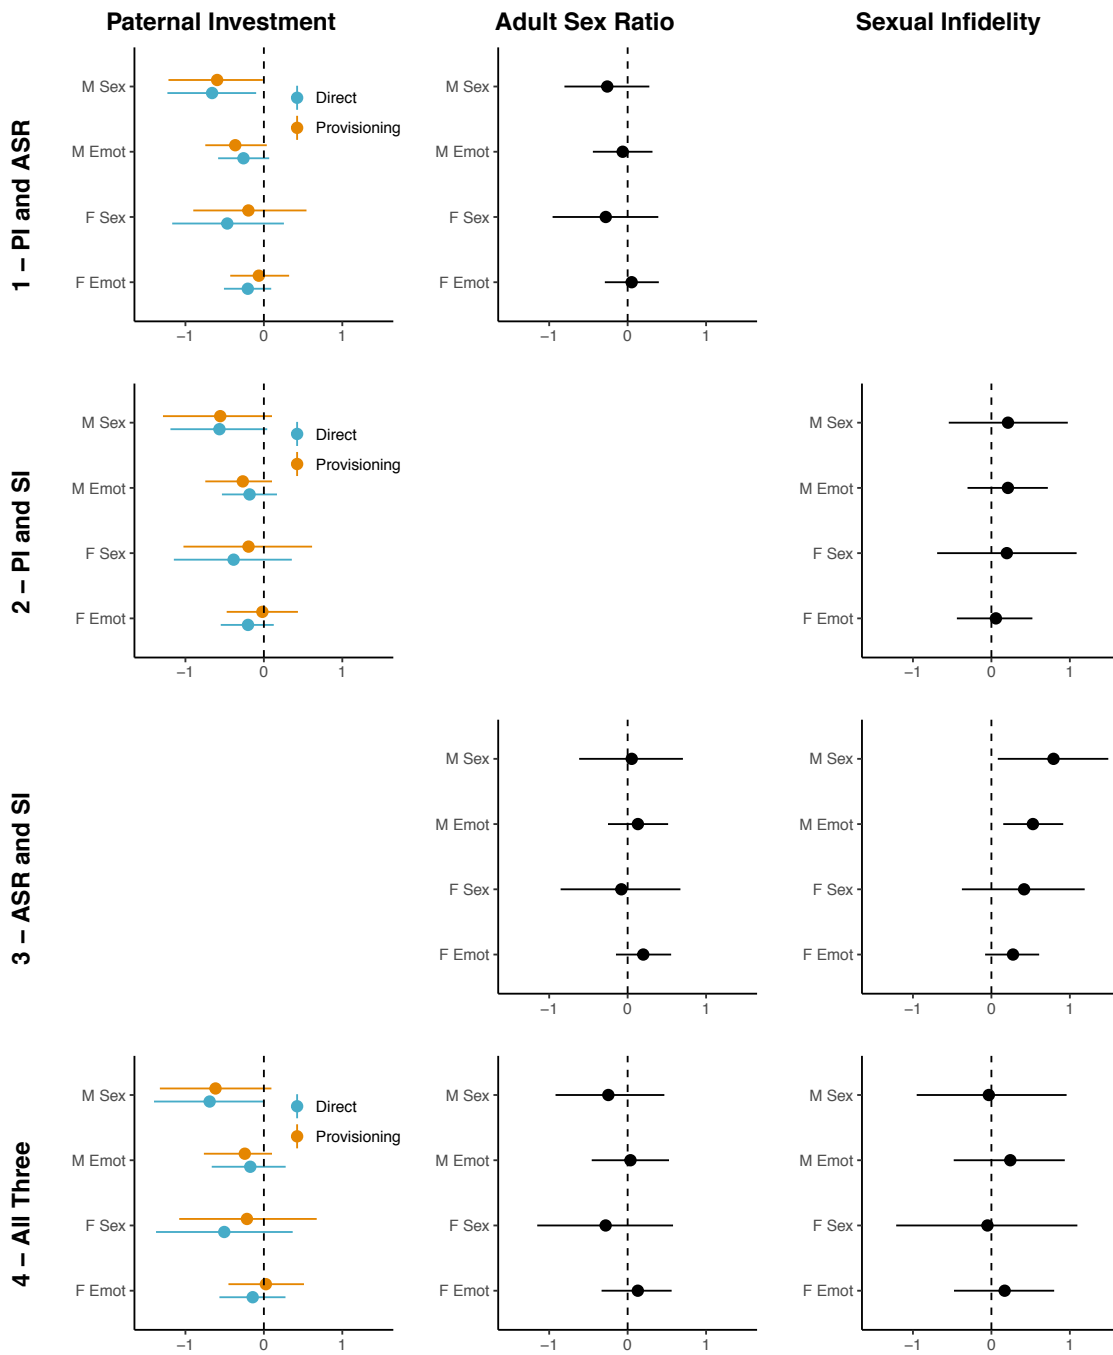 Paternal Investment
Adult Sex Ratio
Sexual Infidelity
1 – PI and ASR
M Sex
M Emot
F Sex
F Emot
Direct
Provisioning
−1 0 1
M Sex
M Emot
F Sex
F Emot
−1 0 1
2 – PI and SI
M Sex
M Emot
F Sex
F Emot
Direct
Provisioning
−1 0 1
M Sex
M Emot
F Sex
F Emot
−1 0 1
3 – ASR and SI
M Sex
M Emot
F Sex
F Emot
−1 0 1
M Sex
M Emot
F Sex
F Emot
−1 0 1
4 – All Three
M Sex
M Emot
F Sex
F Emot
Direct
Provisioning
−1 0 1
M Sex
M Emot
F Sex
F Emot
−1 0 1
M Sex
M Emot
F Sex
F Emot
−1 0 1